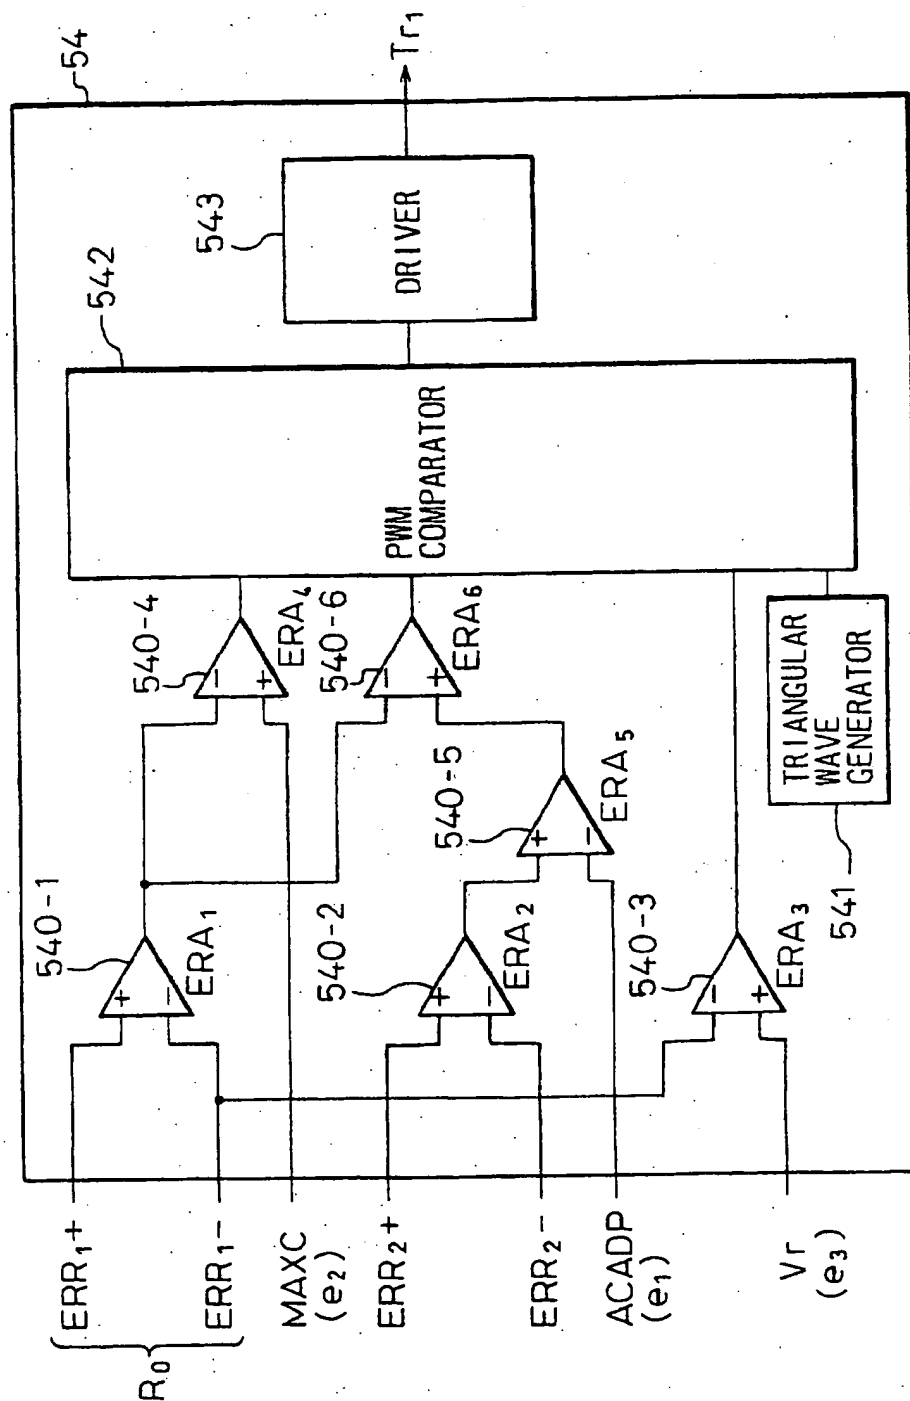 54
Tr1
542
543
DRIVER
PWM
COMPARATOR
540-4
ERA4
540-6
ERA6
540-5
ERA5
TRIANGULAR
WAVE
GENERATOR
541
540-1
ERA1
540-2
ERA2
540-3
ERA3
R0
ERR1+
ERR1−
MAXC
(e2)
ERR2+
ERR2−
ACADP
(e1)
Vr
(e3)
+
−
−
+
+
−
−
+
+
−
−
+